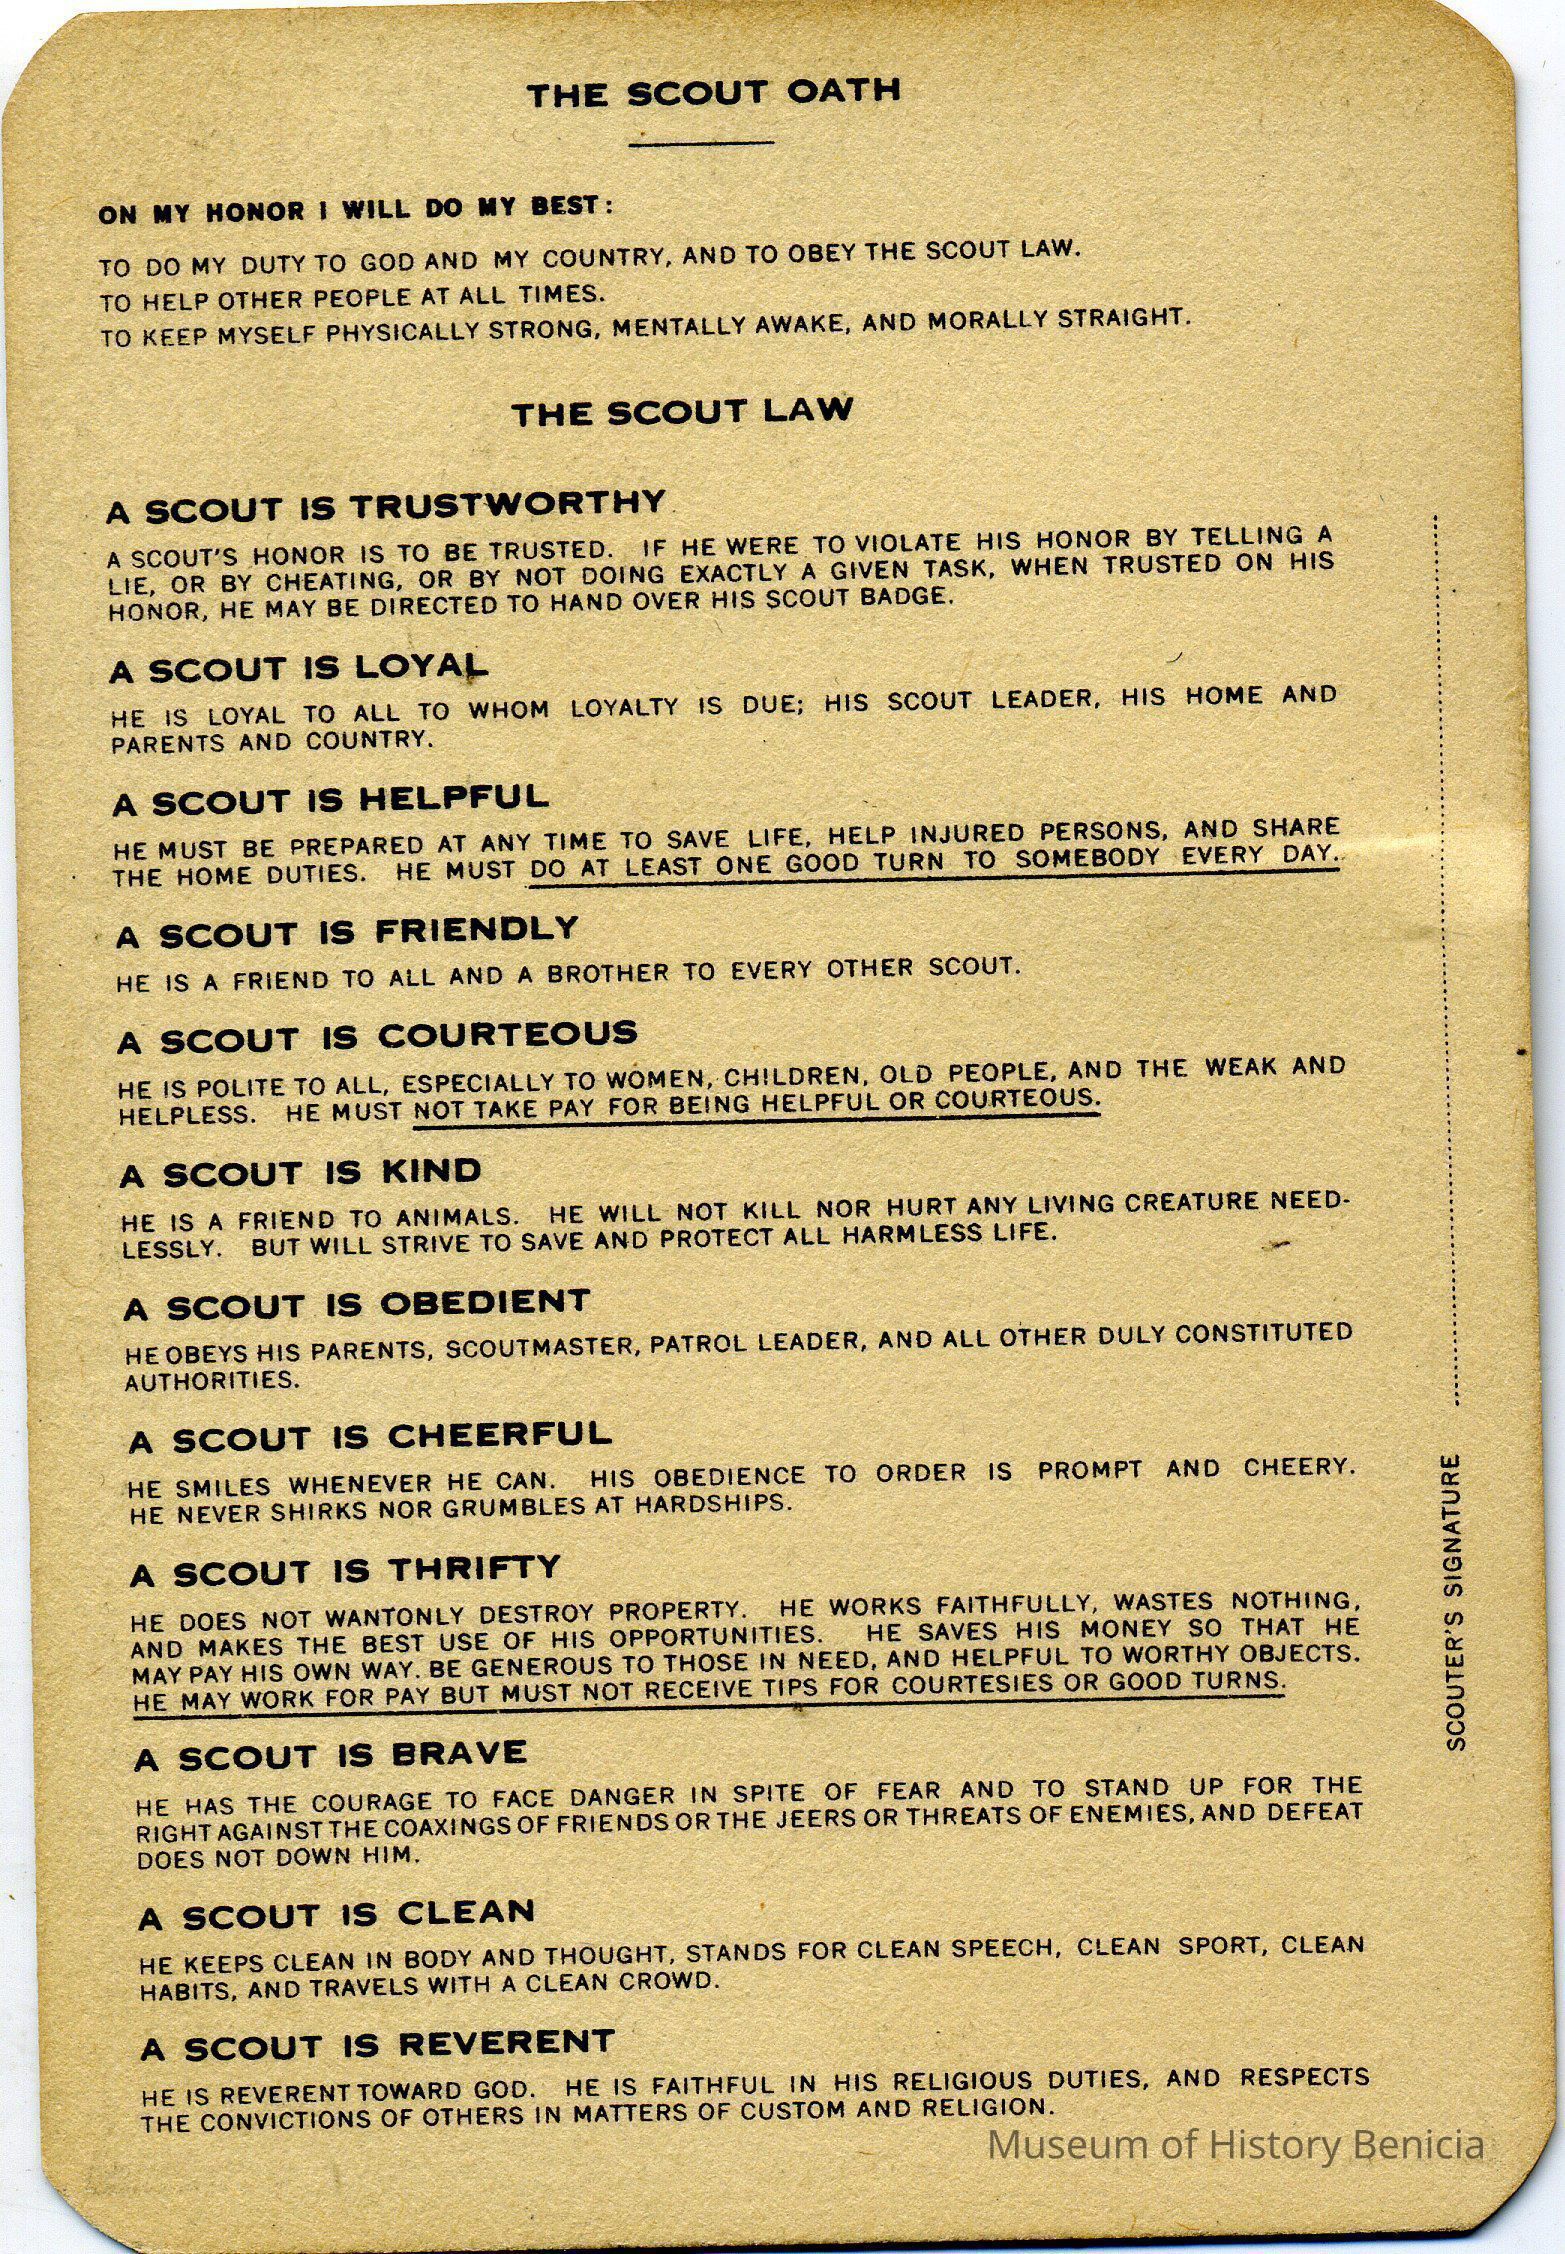 THE SCOUT OATH
ON MY HONOR I WILL DO MY BEST:
TO DO MY DUTY TO GOD AND MY COUNTRY, AND TO OBEY THE SCOUT LAW.
TO HELP OTHER PEOPLE AT ALL TIMES.
TO KEEP MYSELF PHYSICALLY STRONG, MENTALLY AWAKE, AND MORALLY STRAIGHT.
THE SCOUT LAW
A SCOUT IS TRUSTWORTHY
A SCOUT'S HONOR IS TO BE TRUSTED. IF HE WERE TO VIOLATE HIS HONOR BY TELLING A
LIE, OR BY CHEATING, OR BY NOT DOING EXACTLY A GIVEN TASK, WHEN TRUSTED ON HIS
HONOR, HE MAY BE DIRECTED TO HAND OVER HIS SCOUT BADGE.
A SCOUT IS LOYAL
HE IS LOYAL TO ALL TO WHOM LOYALTY IS DUE; HIS SCOUT LEADER, HIS HOME AND
PARENTS AND COUNTRY.
A SCOUT IS HELPFUL
HE MUST BE PREPARED AT ANY TIME TO SAVE LIFE, HELP INJURED PERSONS, AND SHARE
THE HOME DUTIES. HE MUST DO AT LEAST ONE GOOD TURN TO SOMEBODY EVERY DAY.
A SCOUT IS FRIENDLY
HE IS A FRIEND TO ALL AND A BROTHER TO EVERY OTHER SCOUT.
A SCOUT IS COURTEOUS
HE IS POLITE TO ALL, ESPECIALLY TO WOMEN, CHILDREN, OLD PEOPLE, AND THE WEAK AND
HELPLESS. HE MUST NOT TAKE PAY FOR BEING HELPFUL OR COURTEOUS.
A SCOUT IS KIND
HE IS A FRIEND TO ANIMALS. HE WILL NOT KILL NOR HURT ANY LIVING CREATURE NEED-
LESSLY. BUT WILL STRIVE TO SAVE AND PROTECT ALL HARMLESS LIFE.
A SCOUT IS OBEDIENT
HE OBEYS HIS PARENTS, SCOUTMASTER, PATROL LEADER, AND ALL OTHER DULY CONSTITUTED
AUTHORITIES.
A SCOUT IS CHEERFUL
HE SMILES WHENEVER HE CAN. HIS OBEDIENCE TO ORDER IS PROMPT AND CHEERY.
HE NEVER SHIRKS NOR GRUMBLES AT HARDSHIPS.
A SCOUT IS THRIFTY
HE DOES NOT WANTONLY DESTROY PROPERTY. HE WORKS FAITHFULLY, WASTES NOTHING,
AND MAKES THE BEST USE OF HIS OPPORTUNITIES. HE SAVES HIS MONEY SO THAT HE
MAY PAY HIS OWN WAY. BE GENEROUS TO THOSE IN NEED, AND HELPFUL TO WORTHY OBJECTS.
HE MAY WORK FOR PAY BUT MUST NOT RECEIVE TIPS FOR COURTESIES OR GOOD TURNS.
A SCOUT IS BRAVE
HE HAS THE COURAGE TO FACE DANGER IN SPITE OF FEAR AND TO STAND UP FOR THE
RIGHT AGAINST THE COAXINGS OF FRIENDS OR THE JEERS OR THREATS OF ENEMIES, AND DEFEAT
DOES NOT DOWN HIM.
A SCOUT IS CLEAN
HE KEEPS CLEAN IN BODY AND THOUGHT, STANDS FOR CLEAN SPEECH, CLEAN SPORT, CLEAN
HABITS, AND TRAVELS WITH A CLEAN CROWD.
A SCOUT IS REVERENT
HE IS REVERENT TOWARD GOD. HE IS FAITHFUL IN HIS RELIGIOUS DUTIES, AND RESPECTS
THE CONVICTIONS OF OTHERS IN MATTERS OF CUSTOM AND RELIGION.
SCOUTER'S SIGNATURE
Museum of History Benicia